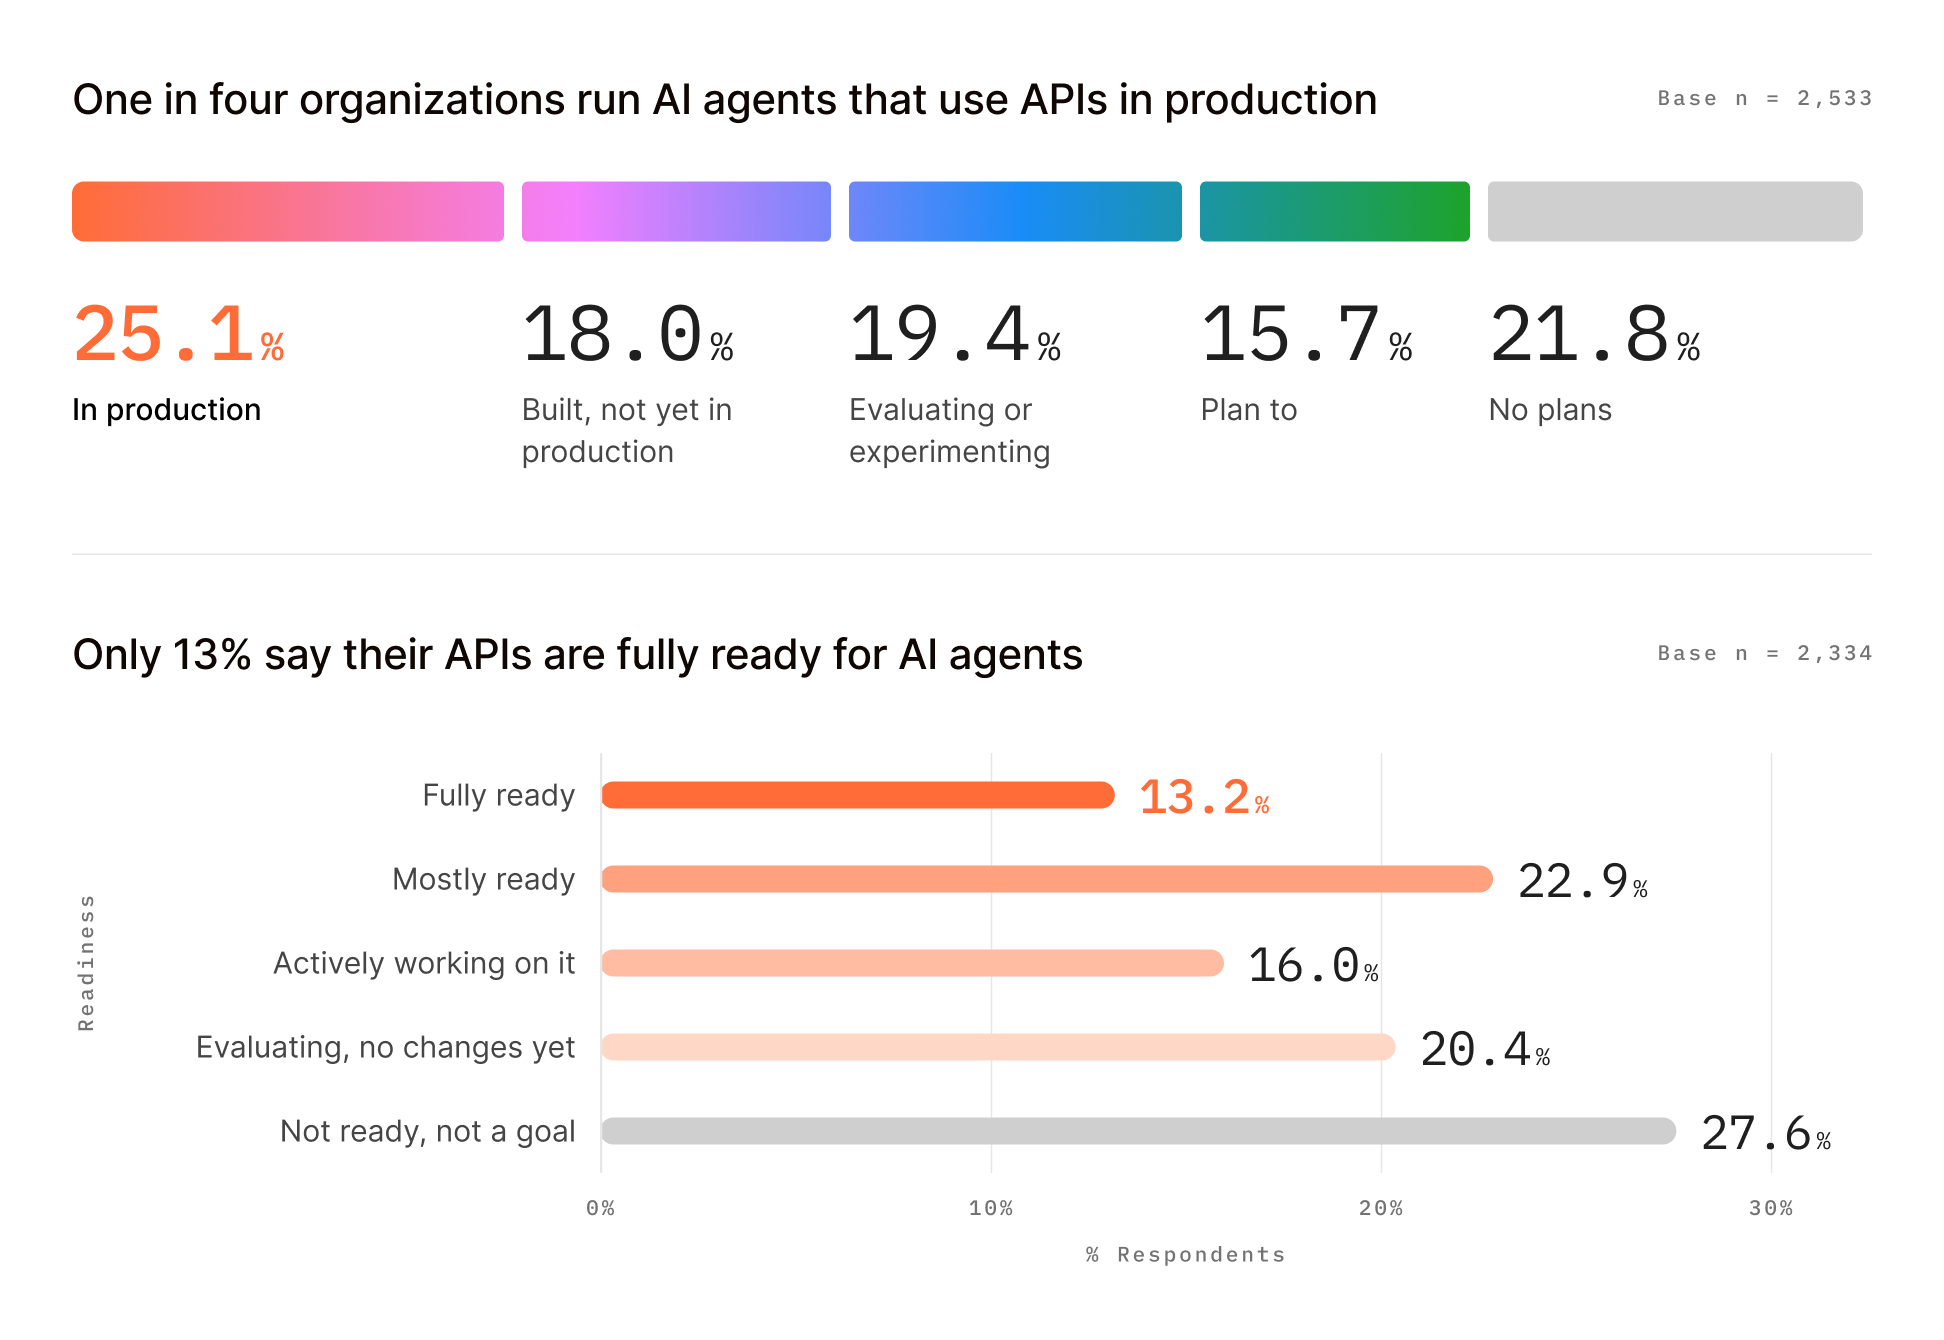 One in four organizations run AI agents that use APIs in production
Base n = 2,533
25.1%
In production
18.0%
Built, not yet in
production
19.4%
Evaluating or
experimenting
15.7%
Plan to
21.8%
No plans
Only 13% say their APIs are fully ready for AI agents
Base n = 2,334
Readiness
Fully ready
13.2%
Mostly ready
22.9%
Actively working on it
16.0%
Evaluating, no changes yet
20.4%
Not ready, not a goal
27.6%
0%
10%
20%
30%
% Respondents